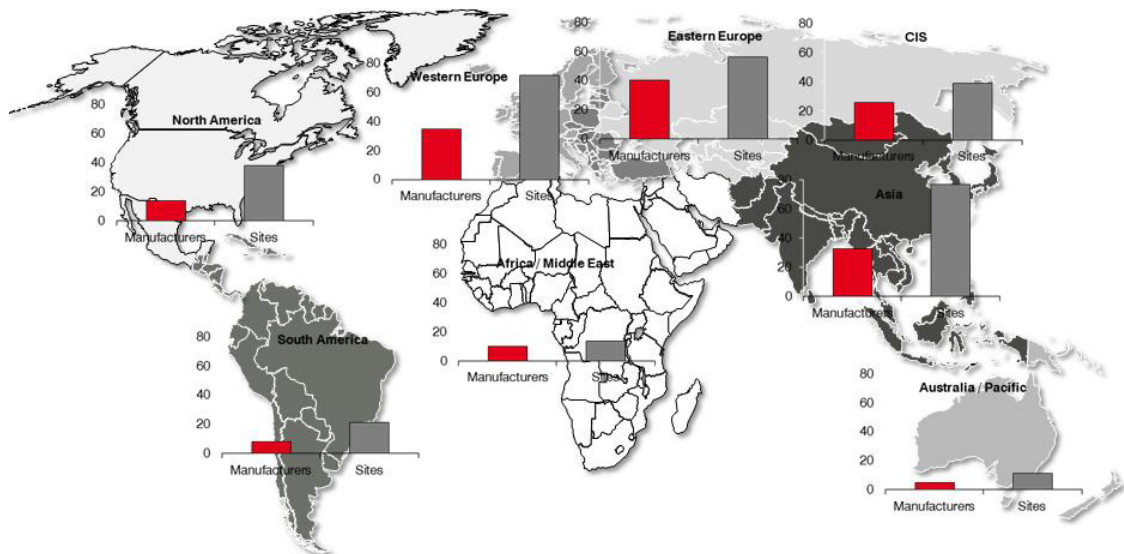 North America
80
60
40
20
0
Manufacturers Sites
Western Europe
80
60
40
20
0
Manufacturers Sites
Eastern Europe
80
60
40
20
0
Manufacturers Sites
CIS
80
60
40
20
0
Manufacturers Sites
Asia
80
60
40
20
0
Manufacturers Sites
Africa / Middle East
80
60
40
20
0
Manufacturers Sites
South America
80
60
40
20
0
Manufacturers Sites
Australia / Pacific
80
60
40
20
0
Manufacturers Sites